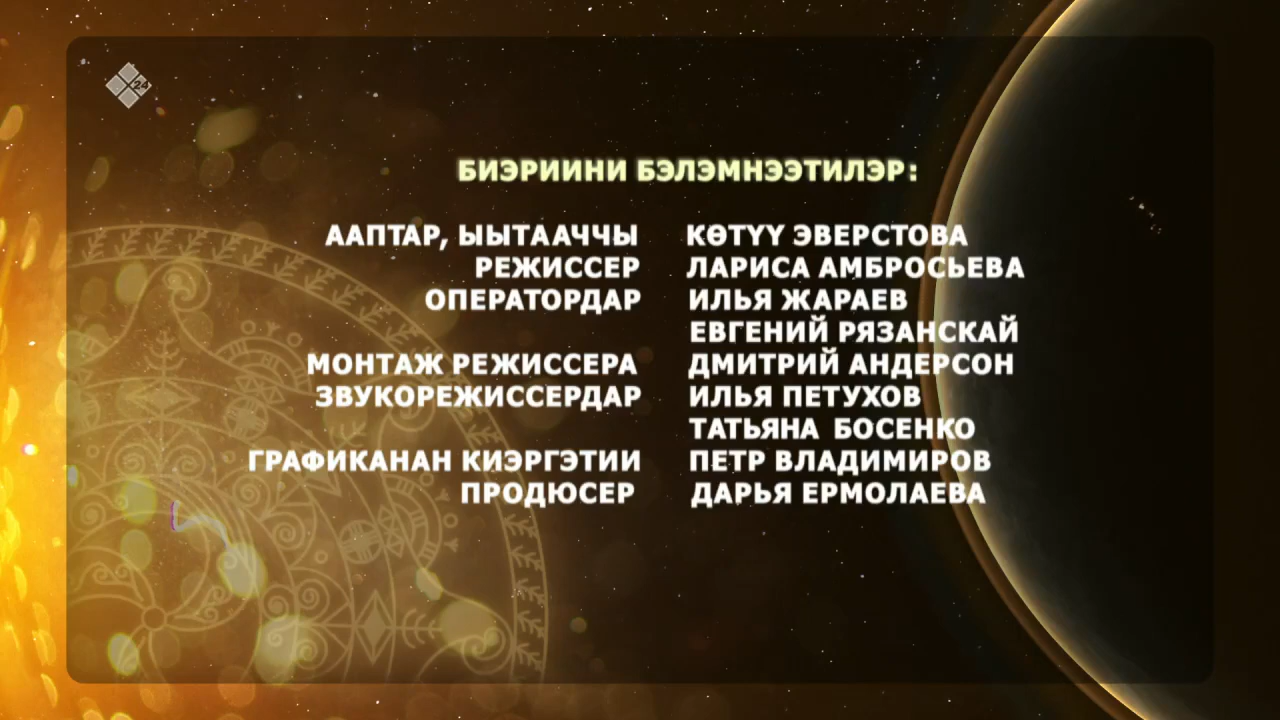 24
БИЭРИИНИ БЭЛЭМНЭЭТИЛЭР:
ААПТАР, ЫЫТААЧЧЫ КӨТҮҮ ЭВЕРСТОВА
РЕЖИССЕР ЛАРИСА АМБРОСЬЕВА
ОПЕРАТОРДАР ИЛЬЯ ЖАРАЕВ
ЕВГЕНИЙ РЯЗАНСКАЙ
МОНТАЖ РЕЖИССЕРА ДМИТРИЙ АНДЕРСОН
ЗВУКОРЕЖИССЕРДАР ИЛЬЯ ПЕТУХОВ
ТАТЬЯНА БОСЕНКО
ГРАФИКАНАН КИЭРГЭТИИ ПЕТР ВЛАДИМИРОВ
ПРОДЮСЕР ДАРЬЯ ЕРМОЛАЕВА